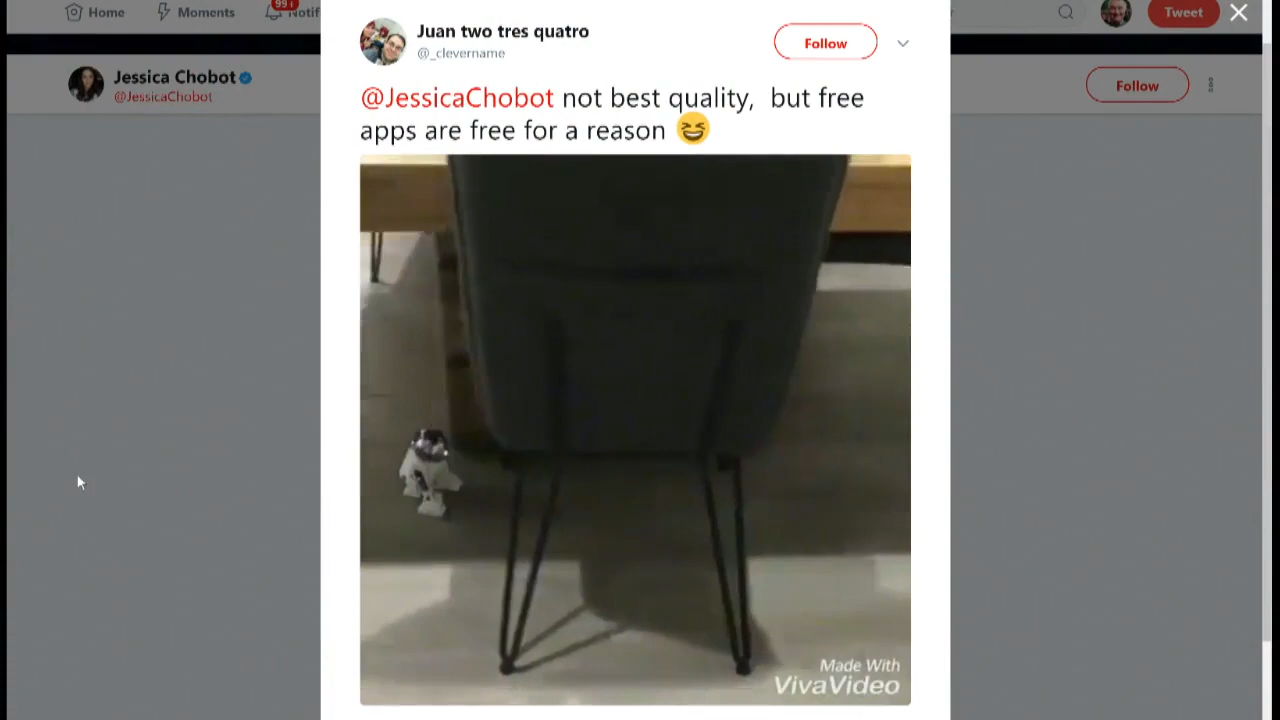 99+
Home
Moments
Notif
Tweet
Juan two tres quatro
@_clevername
Follow
Jessica Chobot
@JessicaChobot
Follow
@JessicaChobot not best quality,  but free
apps are free for a reason 😆
Made With
VivaVideo